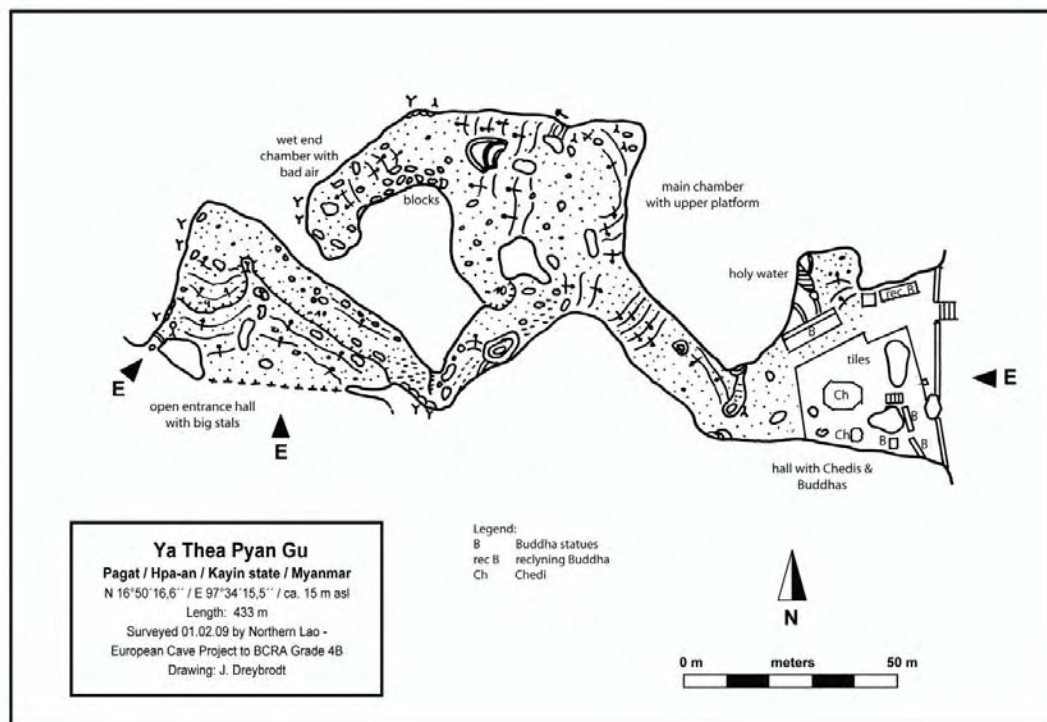 wet end
chamber with
bad air
blocks
main chamber
with upper platform
holy water
rec B
B
tiles
E
E
Ch
open entrance hall
with big stals
E
B
Ch
B
B
hall with Chedis &
Buddhas
Ya Thea Pyan Gu
Pagat / Hpa-an / Kayin state / Myanmar
N 16°50´16,6´´ / E 97°34´15,5´´ / ca. 15 m asl
Length: 433 m
Surveyed 01.02.09 by Northern Lao -
European Cave Project to BCRA Grade 4B
Drawing: J. Dreybrodt
Legend:
B Buddha statues
rec B reclyning Buddha
Ch Chedi
N
0 m meters 50 m